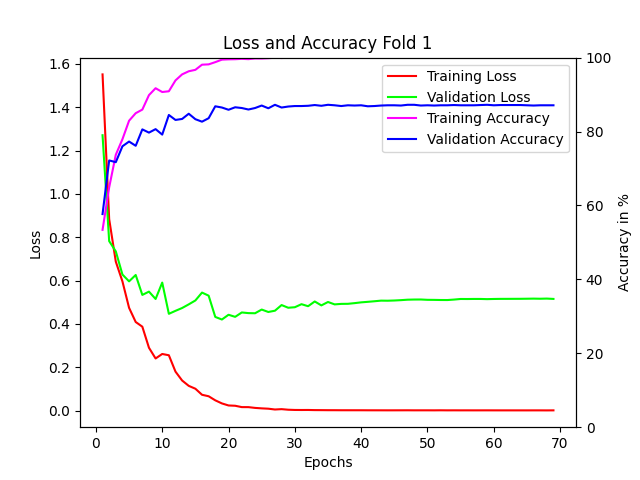 Loss and Accuracy Fold 1
1.6
1.4
1.2
1.0
0.8
0.6
0.4
0.2
0.0
Loss
0
10
20
30
40
50
60
70
Epochs
100
80
60
40
20
0
Accuracy in %
Training Loss
Validation Loss
Training Accuracy
Validation Accuracy